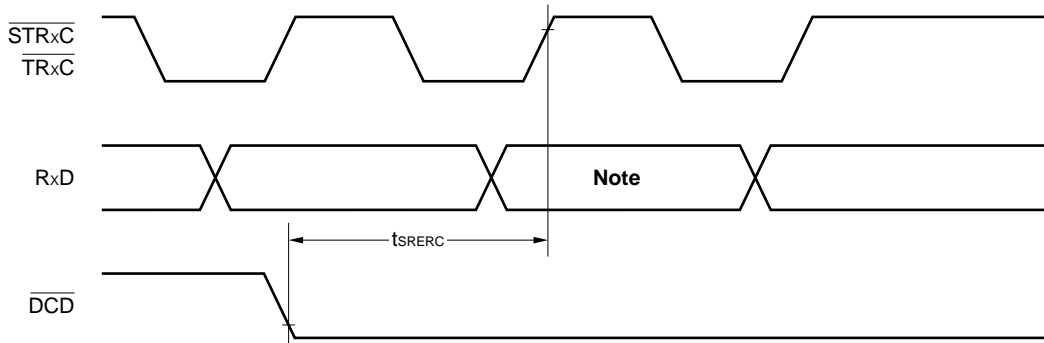 STRxC
TRxC
RxD
Note
tSRERC
DCD